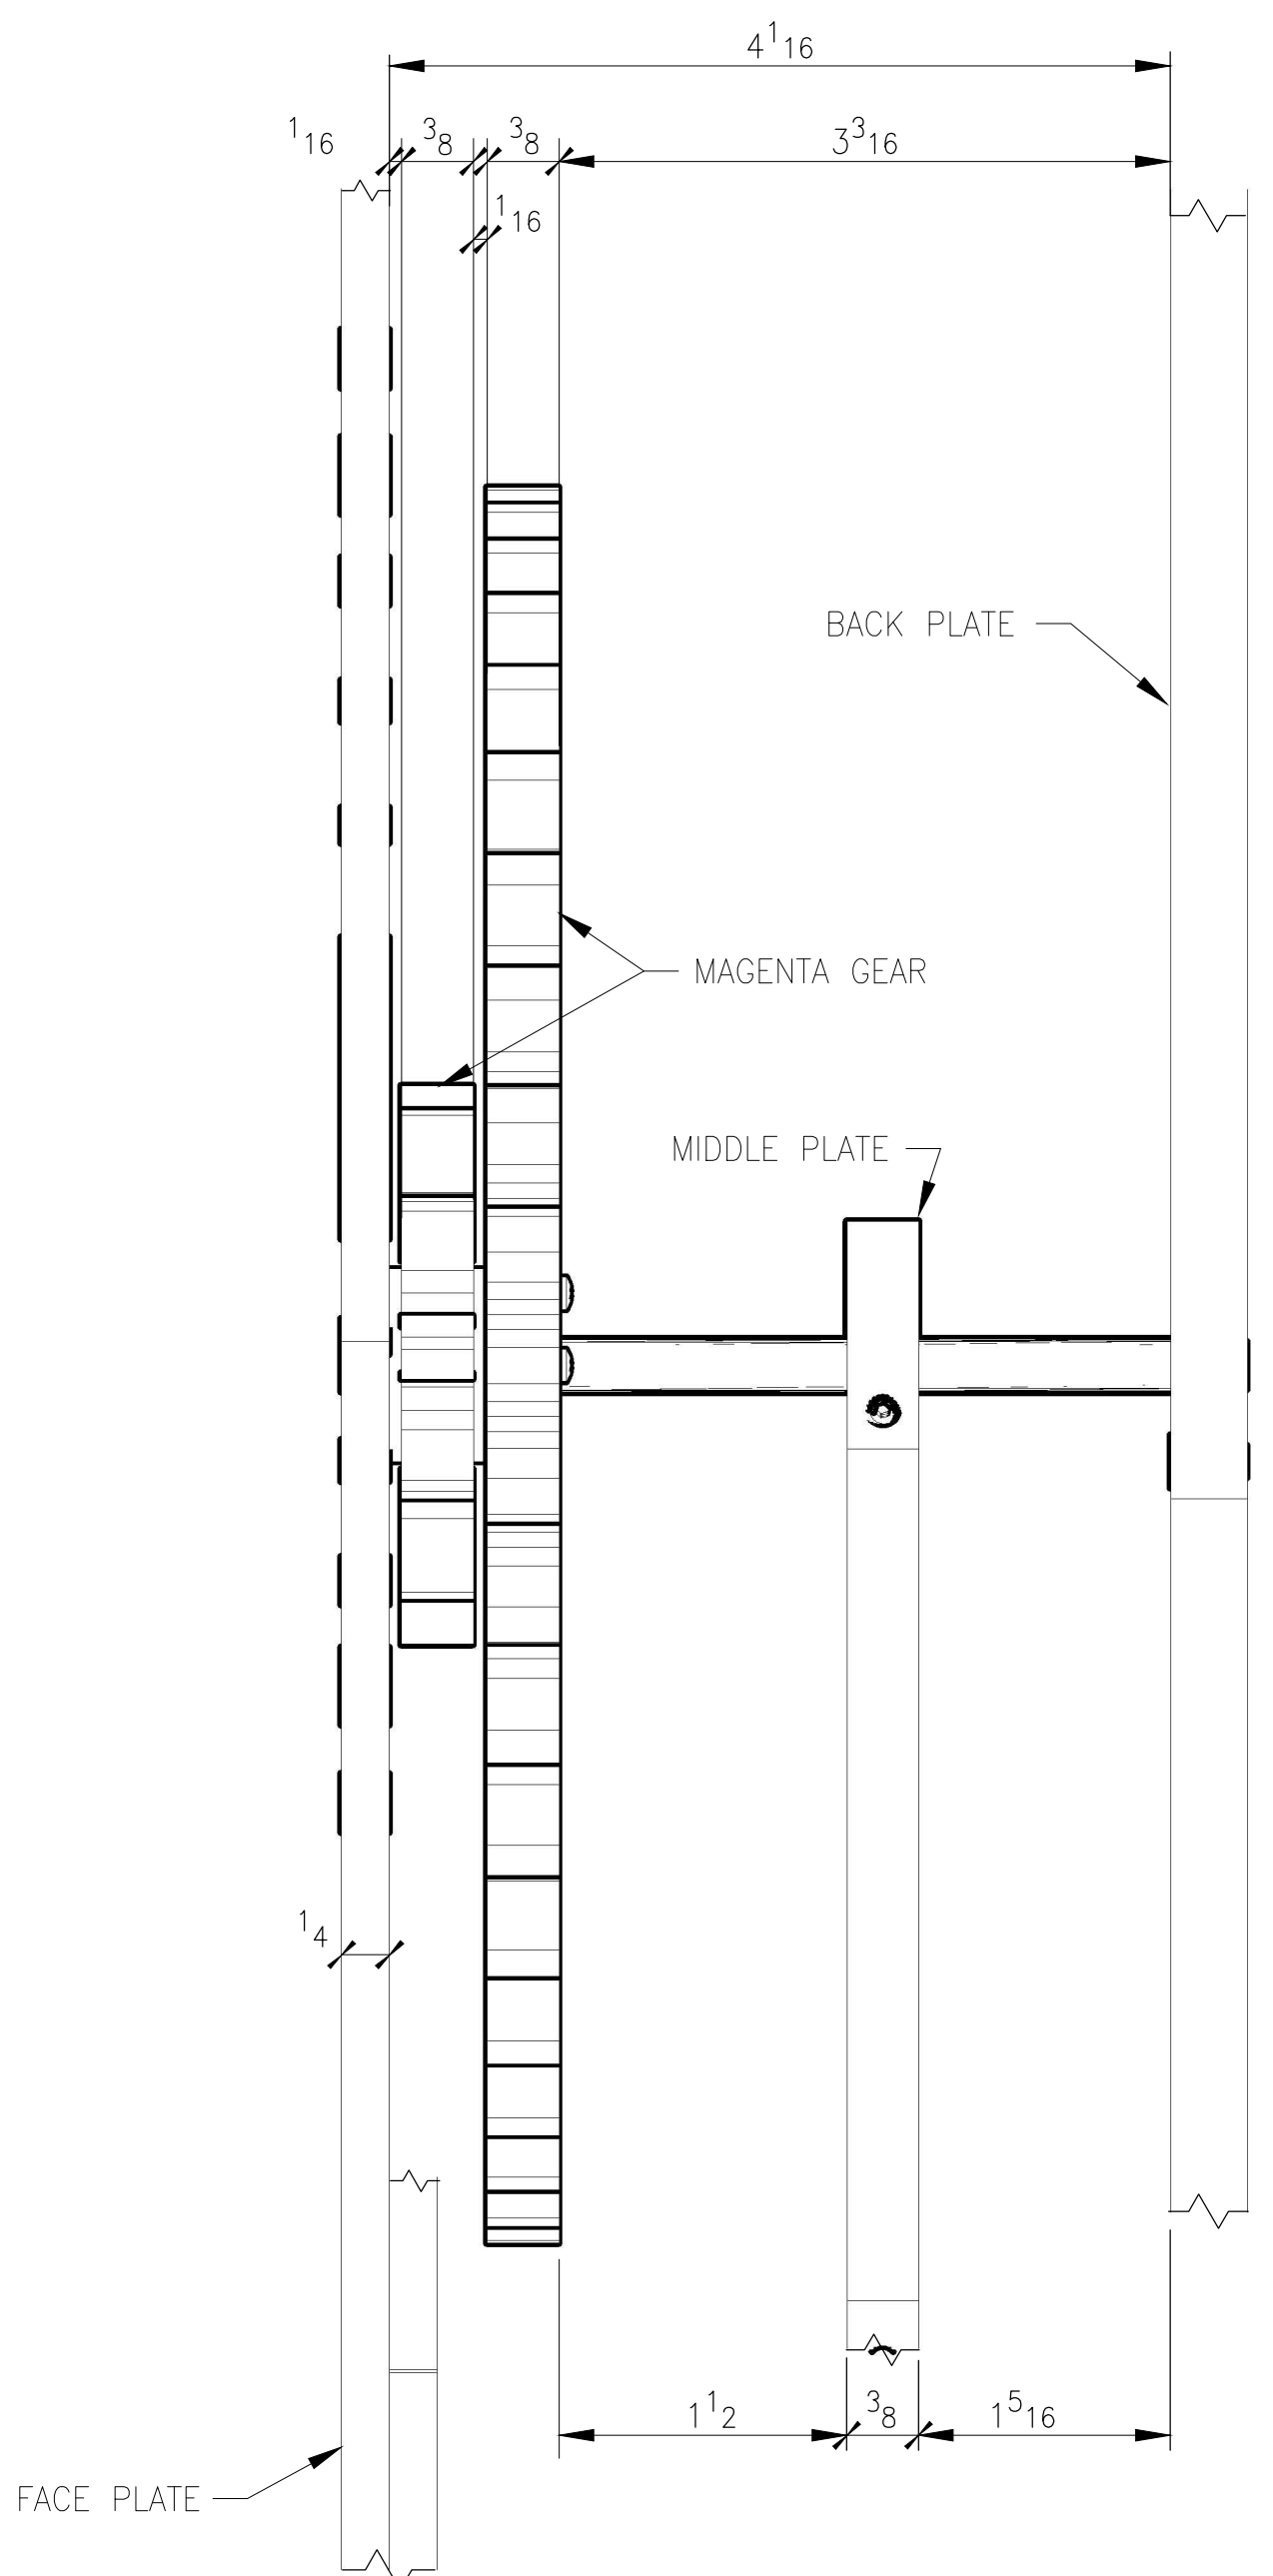 4 1/16
1/16
3/8
3/8
3 3/16
1/16
BACK PLATE
MAGENTA GEAR
MIDDLE PLATE
1/4
1 1/2
3/8
1 5/16
FACE PLATE